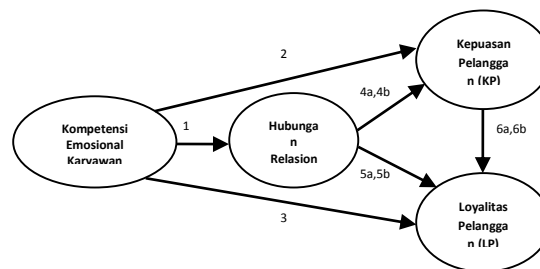 2
Kepuasan
Pelangga
n (KP)
4a,4b
1
Kompetensi
Emosional
Karyawan
Hubunga
n
Relasion
6a,6b
5a,5b
3
Loyalitas
Pelangga
n (LP)